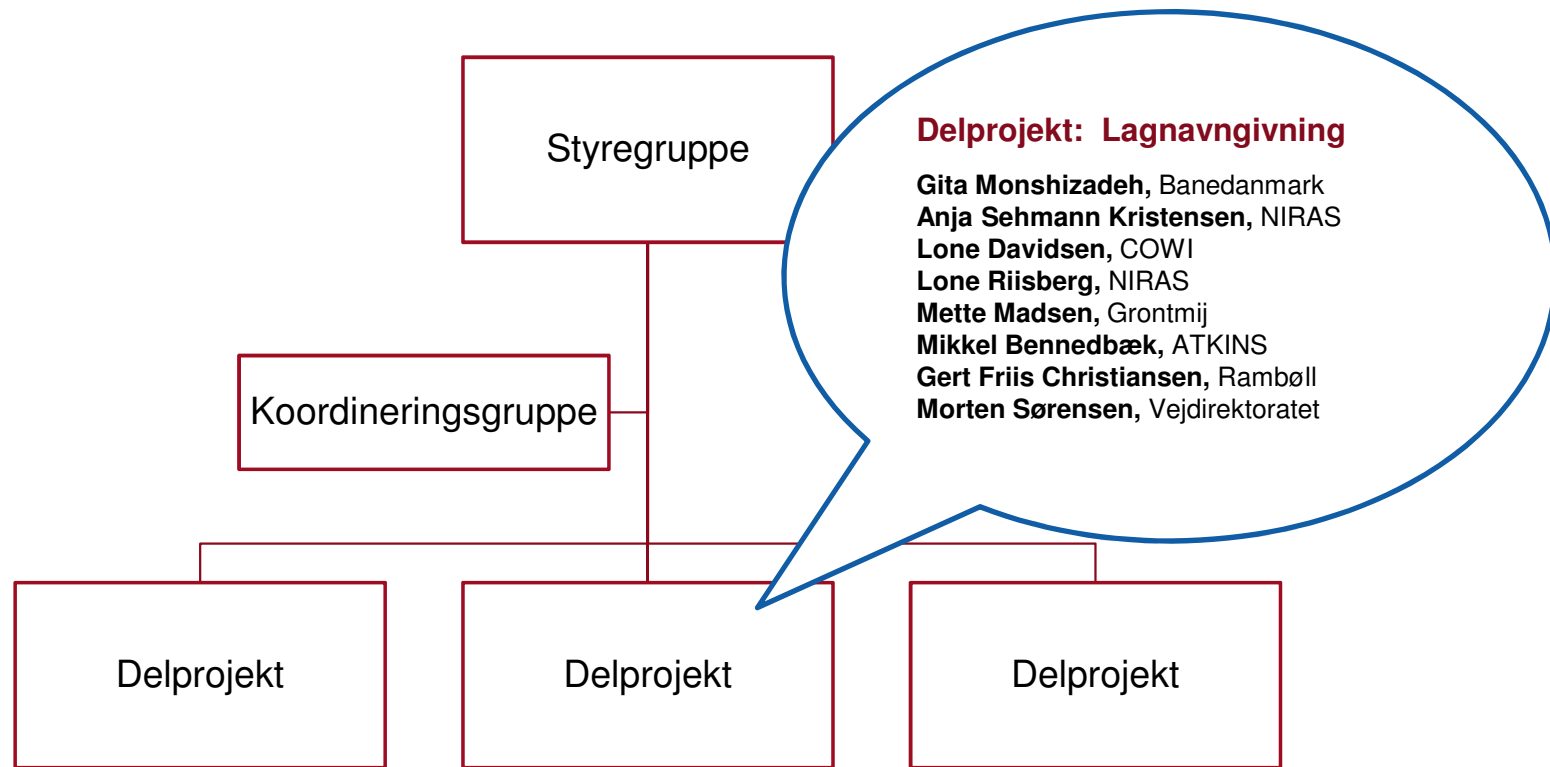 Styregruppe
Delprojekt: Lagnavngivning
Gita Monshizadeh, Banedanmark
Anja Sehmann Kristensen, NIRAS
Lone Davidsen, COWI
Lone Riisberg, NIRAS
Mette Madsen, Grontmij
Mikkel Bennedbæk, ATKINS
Gert Friis Christiansen, Rambøll
Morten Sørensen, Vejdirektoratet
Koordineringsgruppe
Delprojekt
Delprojekt
Delprojekt